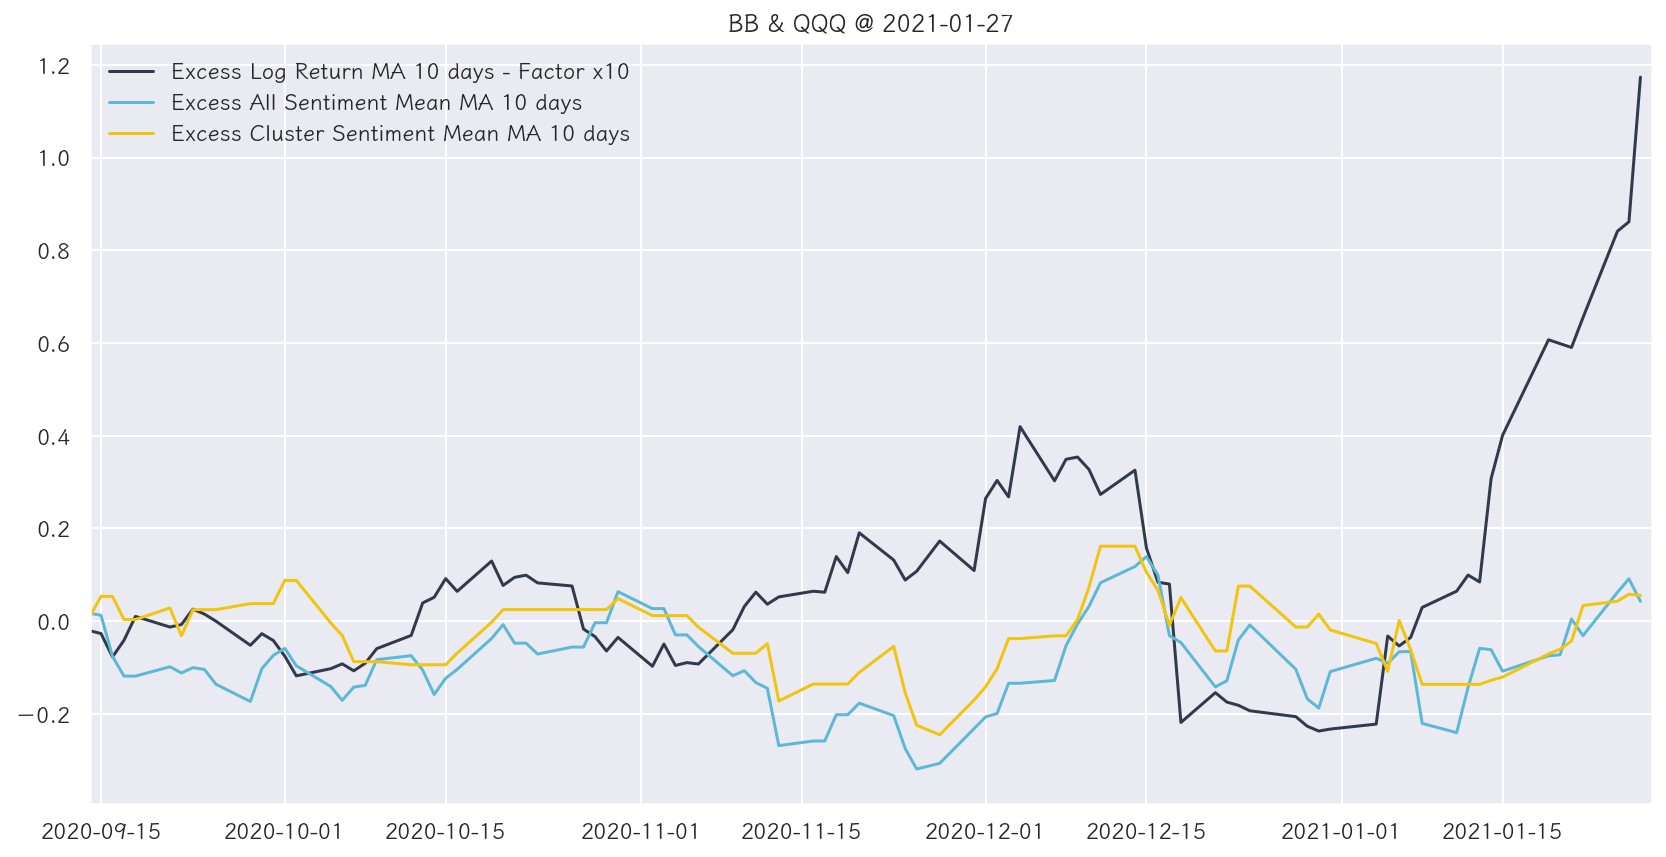 BB & QQQ @ 2021-01-27
Excess Log Return MA 10 days - Factor x10
Excess All Sentiment Mean MA 10 days
Excess Cluster Sentiment Mean MA 10 days
1.2
1.0
0.8
0.6
0.4
0.2
0.0
−0.2
2020-09-15 2020-10-01 2020-10-15 2020-11-01 2020-11-15 2020-12-01 2020-12-15 2021-01-01 2021-01-15